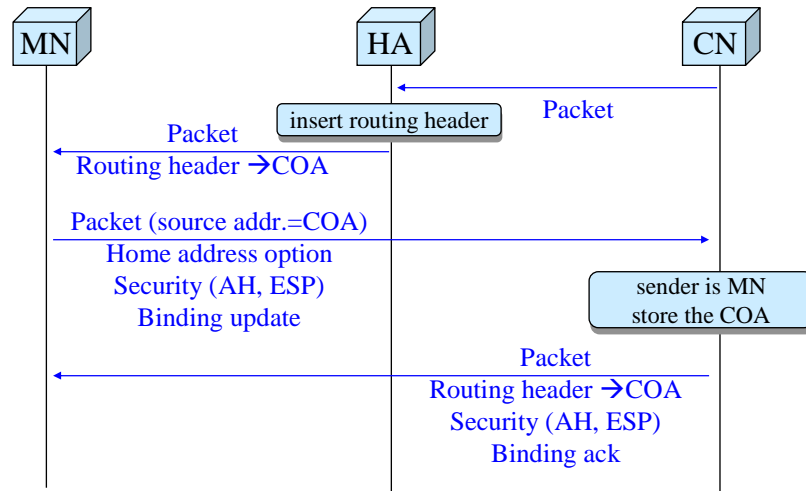 MN
HA
CN
Packet
insert routing header
Packet
Routing header →COA
Packet (source addr.=COA)
Home address option
Security (AH, ESP)
Binding update
sender is MN
store the COA
Packet
Routing header →COA
Security (AH, ESP)
Binding ack